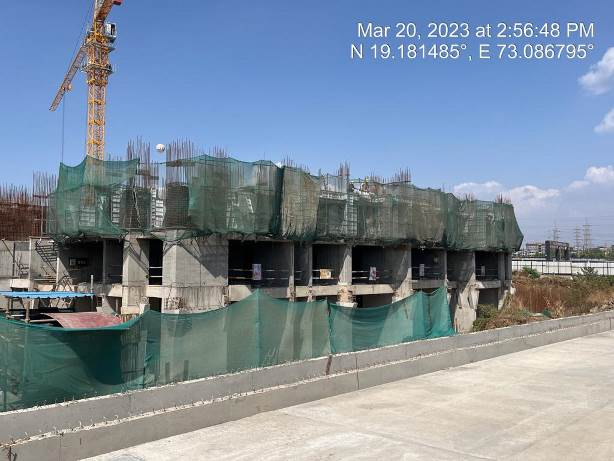 Mar 20, 2023 at 2:56:48 PM
N 19.181485°, E 73.086795°